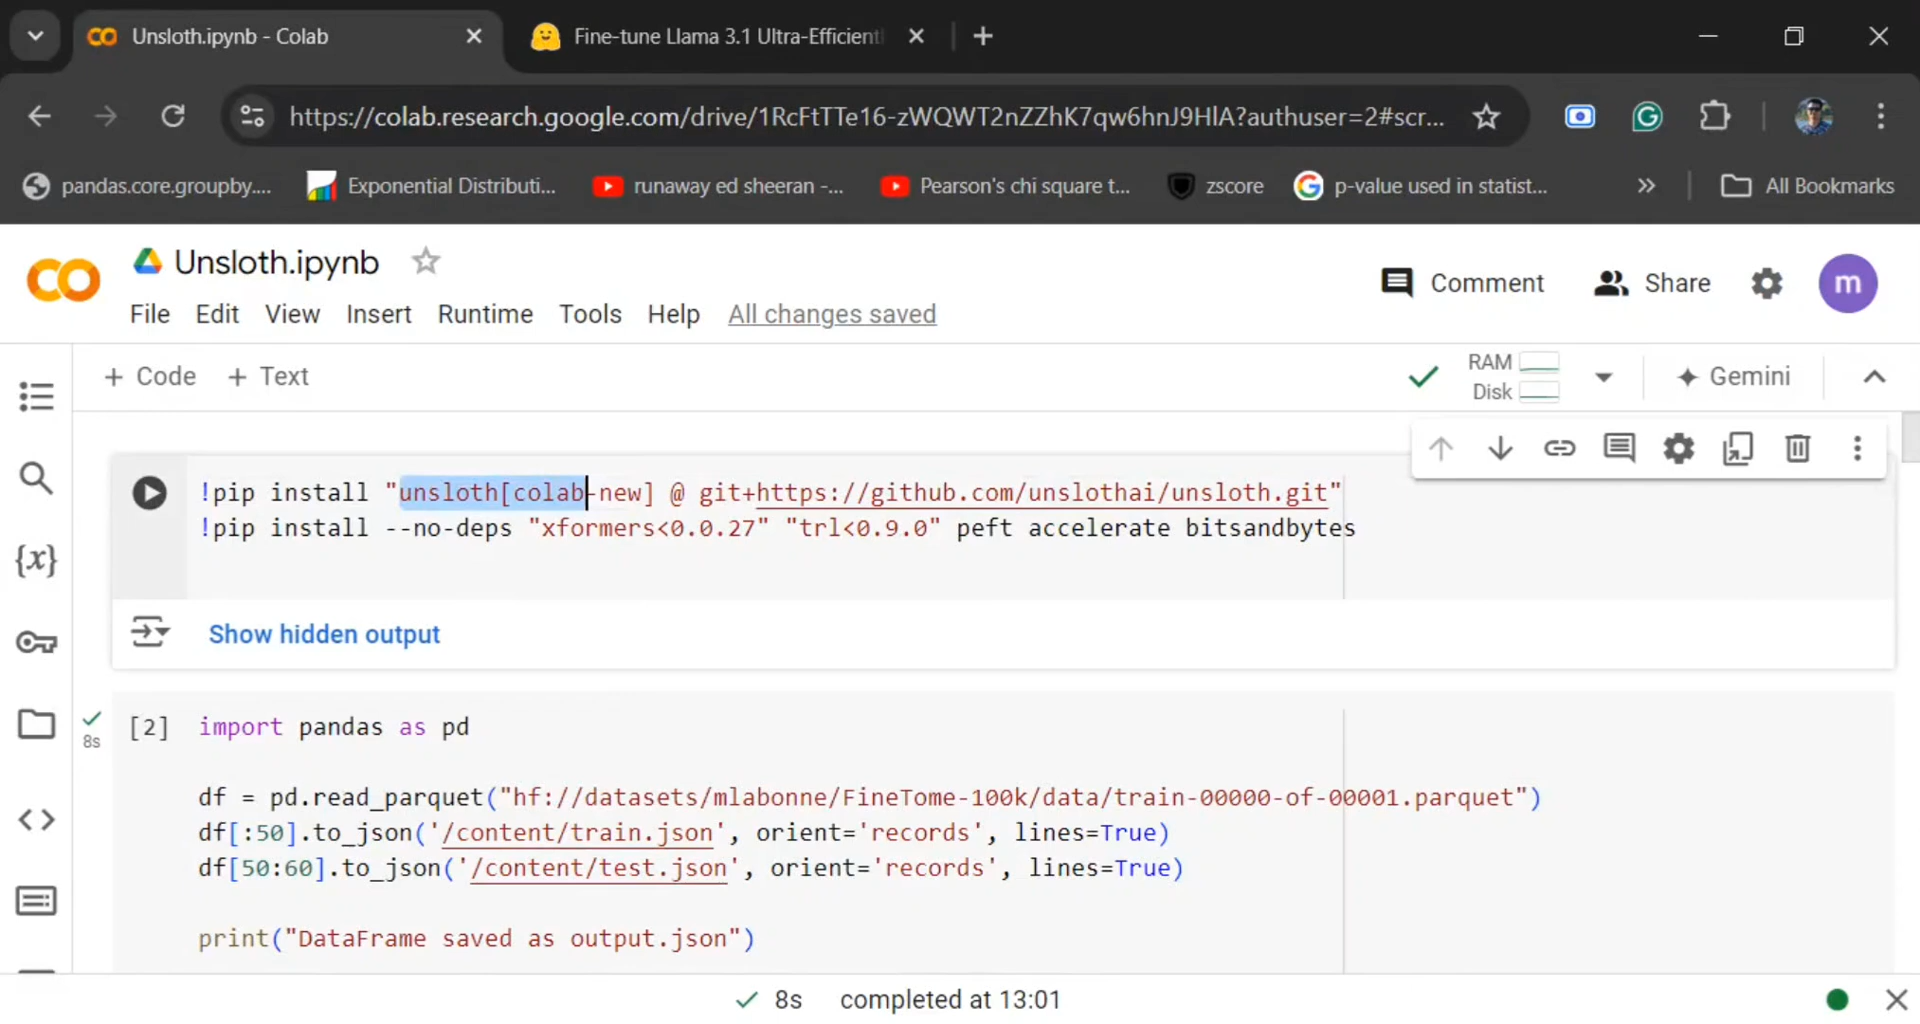 Unsloth.ipynb - Colab
Fine-tune Llama 3.1 Ultra-Efficient
https://colab.research.google.com/drive/1RcFtTTe16-zWQWT2nZZhK7qw6hnJ9HlA?authuser=2#scr...
pandas.core.groupby....
Exponential Distributi...
runaway ed sheeran -...
Pearson's chi square t...
zscore
p-value used in statist...
All Bookmarks
Unsloth.ipynb
Comment
Share
m
File Edit View Insert Runtime Tools Help All changes saved
+ Code + Text
RAM
Disk
Gemini
!pip install "unsloth[colab-new] @ git+https://github.com/unslothai/unsloth.git"
!pip install --no-deps "xformers<0.0.27" "trl<0.9.0" peft accelerate bitsandbytes
Show hidden output
8s
[2] import pandas as pd
df = pd.read_parquet("hf://datasets/mlabonne/FineTome-100k/data/train-00000-of-00001.parquet")
df[:50].to_json('/content/train.json', orient='records', lines=True)
df[50:60].to_json('/content/test.json', orient='records', lines=True)
print("DataFrame saved as output.json")
8s completed at 13:01